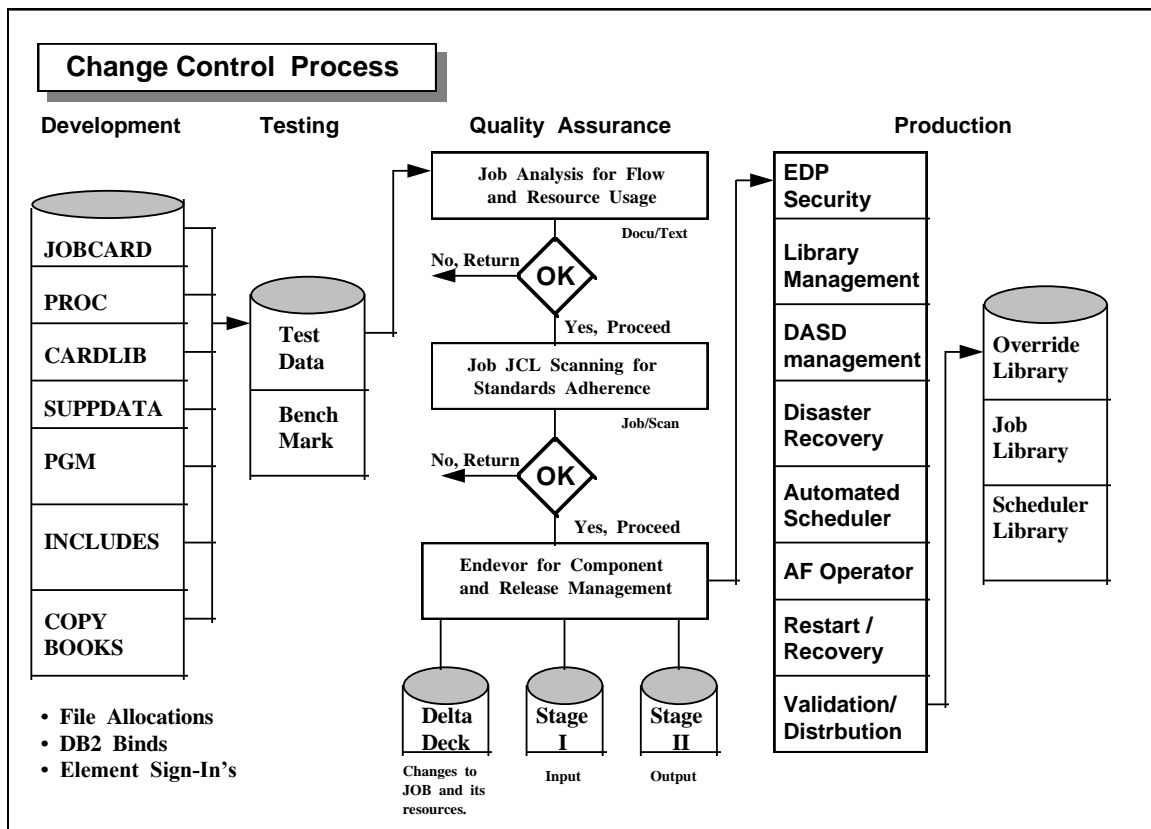 Change Control Process
Development
Testing
Quality Assurance
Production
JOBCARD
PROC
CARDLIB
SUPPDATA
PGM
INCLUDES
COPY
BOOKS
• File Allocations
• DB2 Binds
• Element Sign-In's
Test
Data
Bench
Mark
Job Analysis for Flow
and Resource Usage
Docu/Text
No, Return
OK
Yes, Proceed
Job JCL Scanning for
Standards Adherence
Job/Scan
No, Return
OK
Yes, Proceed
Endevor for Component
and Release Management
Delta
Deck
Changes to
JOB and its
resources.
Stage
I
Input
Stage
II
Output
EDP
Security
Library
Management
DASD
management
Disaster
Recovery
Automated
Scheduler
AF Operator
Restart /
Recovery
Validation/
Distrbution
Override
Library
Job
Library
Scheduler
Library